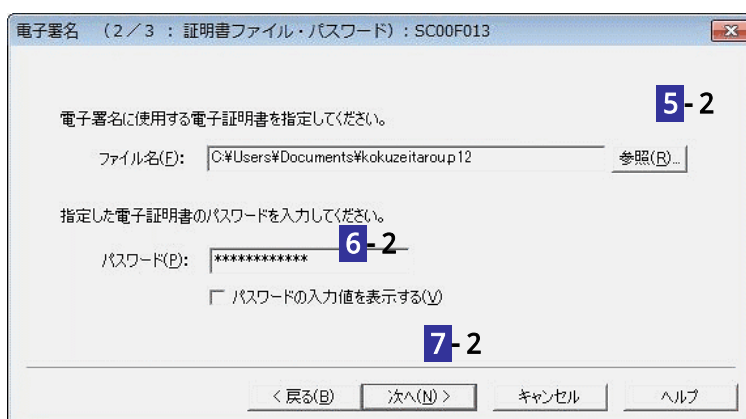 電子署名 （2／3 : 証明書ファイル・パスワード）: SC00F013
5-2
電子署名に使用する電子証明書を指定してください。
ファイル名(F): C:¥Users¥Documents¥kokuzeitarou.p12 参照(R)...
指定した電子証明書のパスワードを入力してください。
6-2
パスワード(P): ************
パスワードの入力値を表示する(V)
7-2
< 戻る(B) 次へ(N) > キャンセル ヘルプ